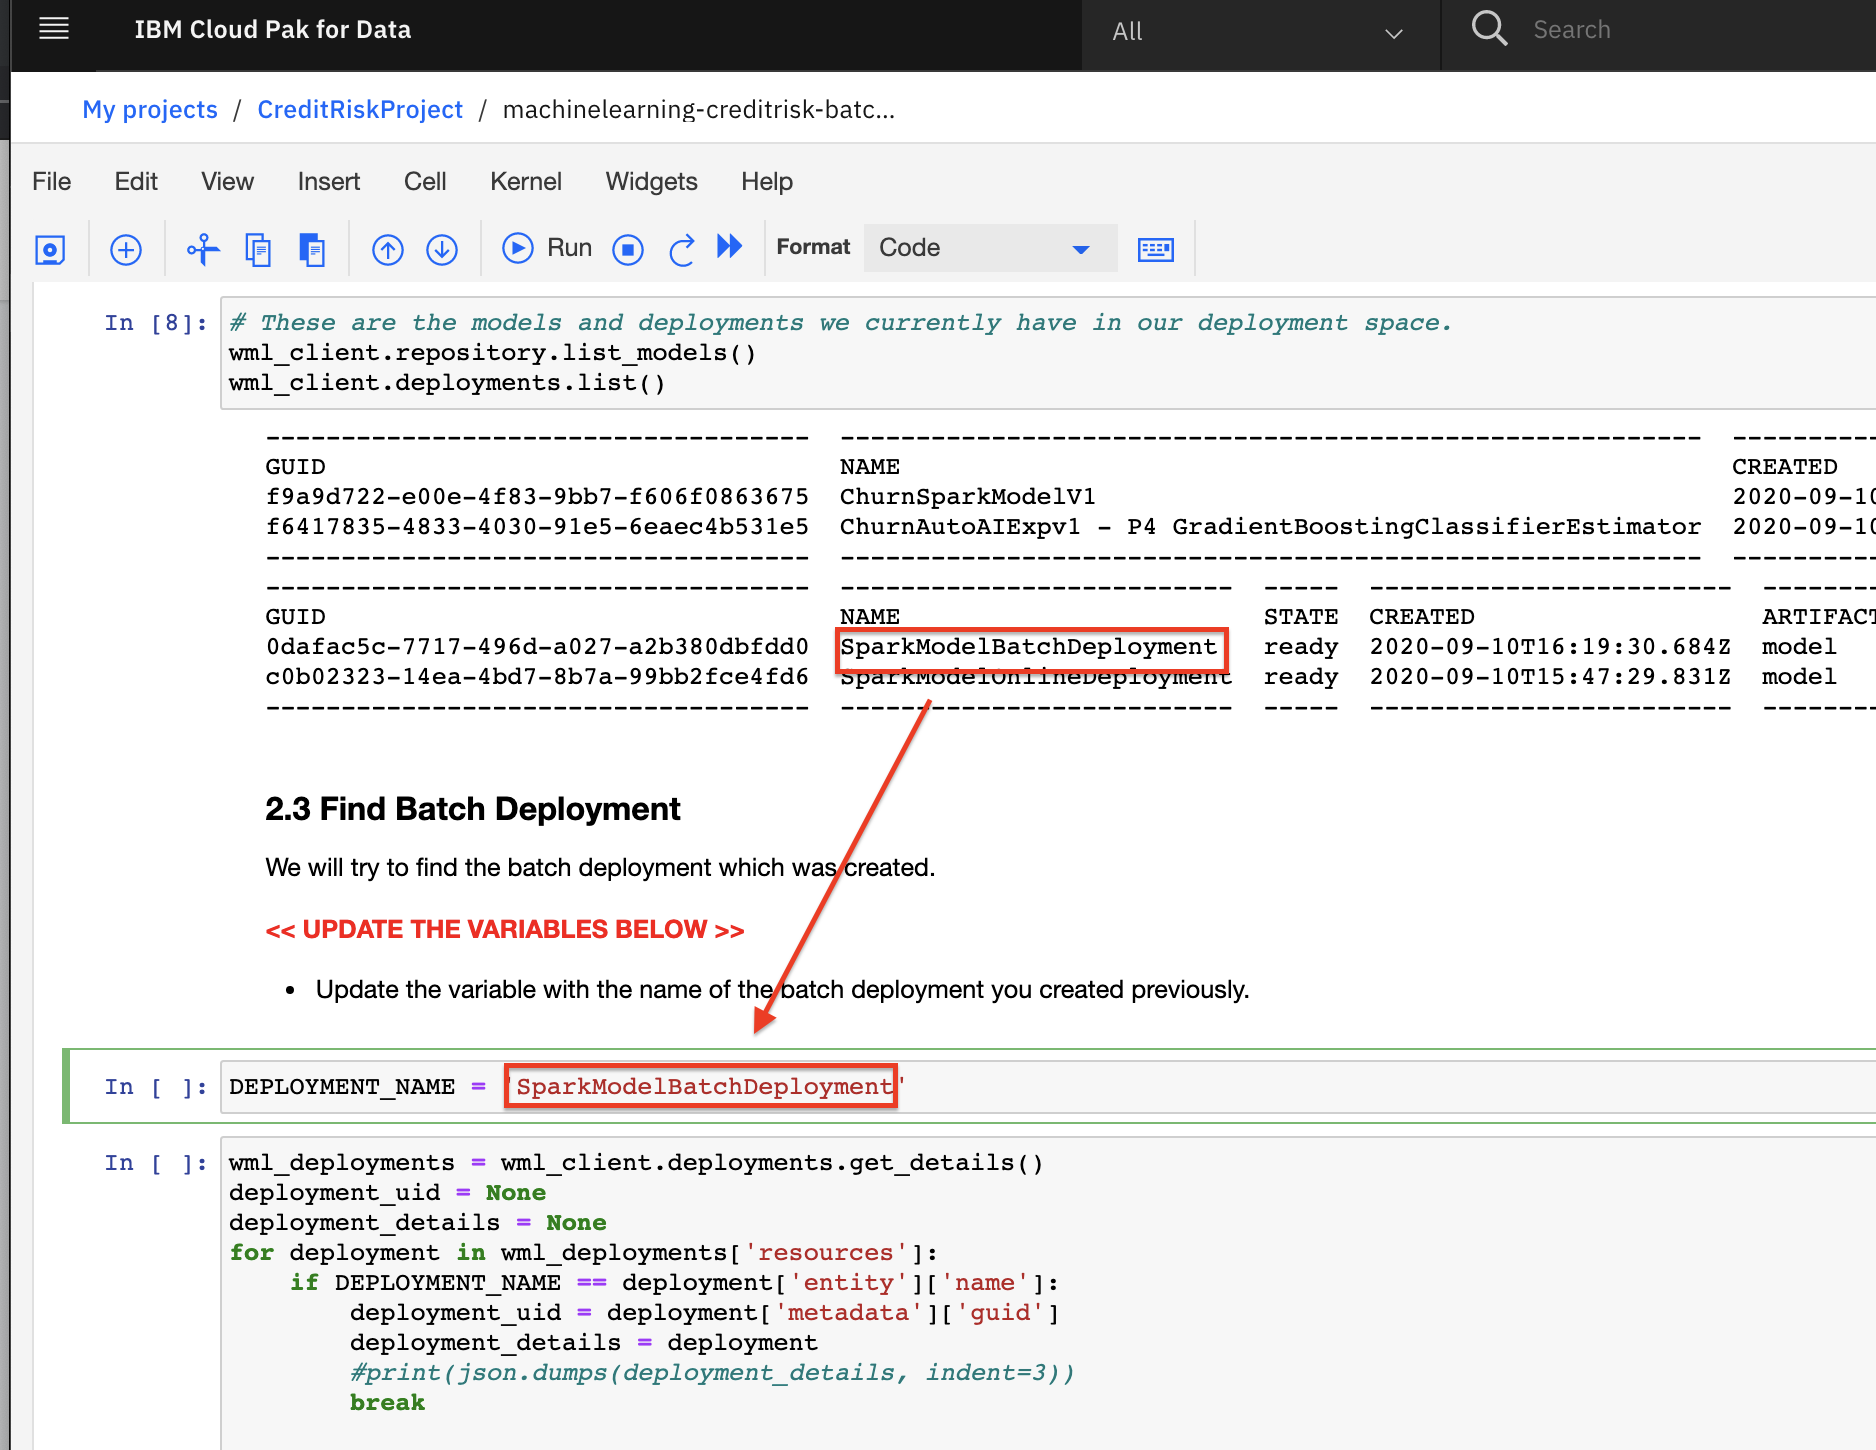 IBM Cloud Pak for Data
All
Search
My projects / CreditRiskProject / machinelearning-creditrisk-batc...
File Edit View Insert Cell Kernel Widgets Help
Run Format Code
In [8]: # These are the models and deployments we currently have in our deployment space.
wml_client.repository.list_models()
wml_client.deployments.list()
------------------------------------ --------------------------------------------------------- ----------
GUID NAME CREATED
f9a9d722-e00e-4f83-9bb7-f606f0863675 ChurnSparkModelV1 2020-09-10
f6417835-4833-4030-91e5-6eaec4b531e5 ChurnAutoAIExpv1 - P4 GradientBoostingClassifierEstimator 2020-09-10
------------------------------------ --------------------------------------------------------- ----------
------------------------------------ -------------------------- ----- ------------------------ --------
GUID NAME STATE CREATED ARTIFACT
0dafac5c-7717-496d-a027-a2b380dbfdd0 SparkModelBatchDeployment ready 2020-09-10T16:19:30.684Z model
c0b02323-14ea-4bd7-8b7a-99bb2fce4fd6 SparkModelOnlineDeployment ready 2020-09-10T15:47:29.831Z model
------------------------------------ -------------------------- ----- ------------------------ --------
2.3 Find Batch Deployment
We will try to find the batch deployment which was created.
<< UPDATE THE VARIABLES BELOW >>
• Update the variable with the name of the batch deployment you created previously.
In [ ]: DEPLOYMENT_NAME = 'SparkModelBatchDeployment'
In [ ]: wml_deployments = wml_client.deployments.get_details()
deployment_uid = None
deployment_details = None
for deployment in wml_deployments['resources']:
    if DEPLOYMENT_NAME == deployment['entity']['name']:
        deployment_uid = deployment['metadata']['guid']
        deployment_details = deployment
        #print(json.dumps(deployment_details, indent=3))
        break